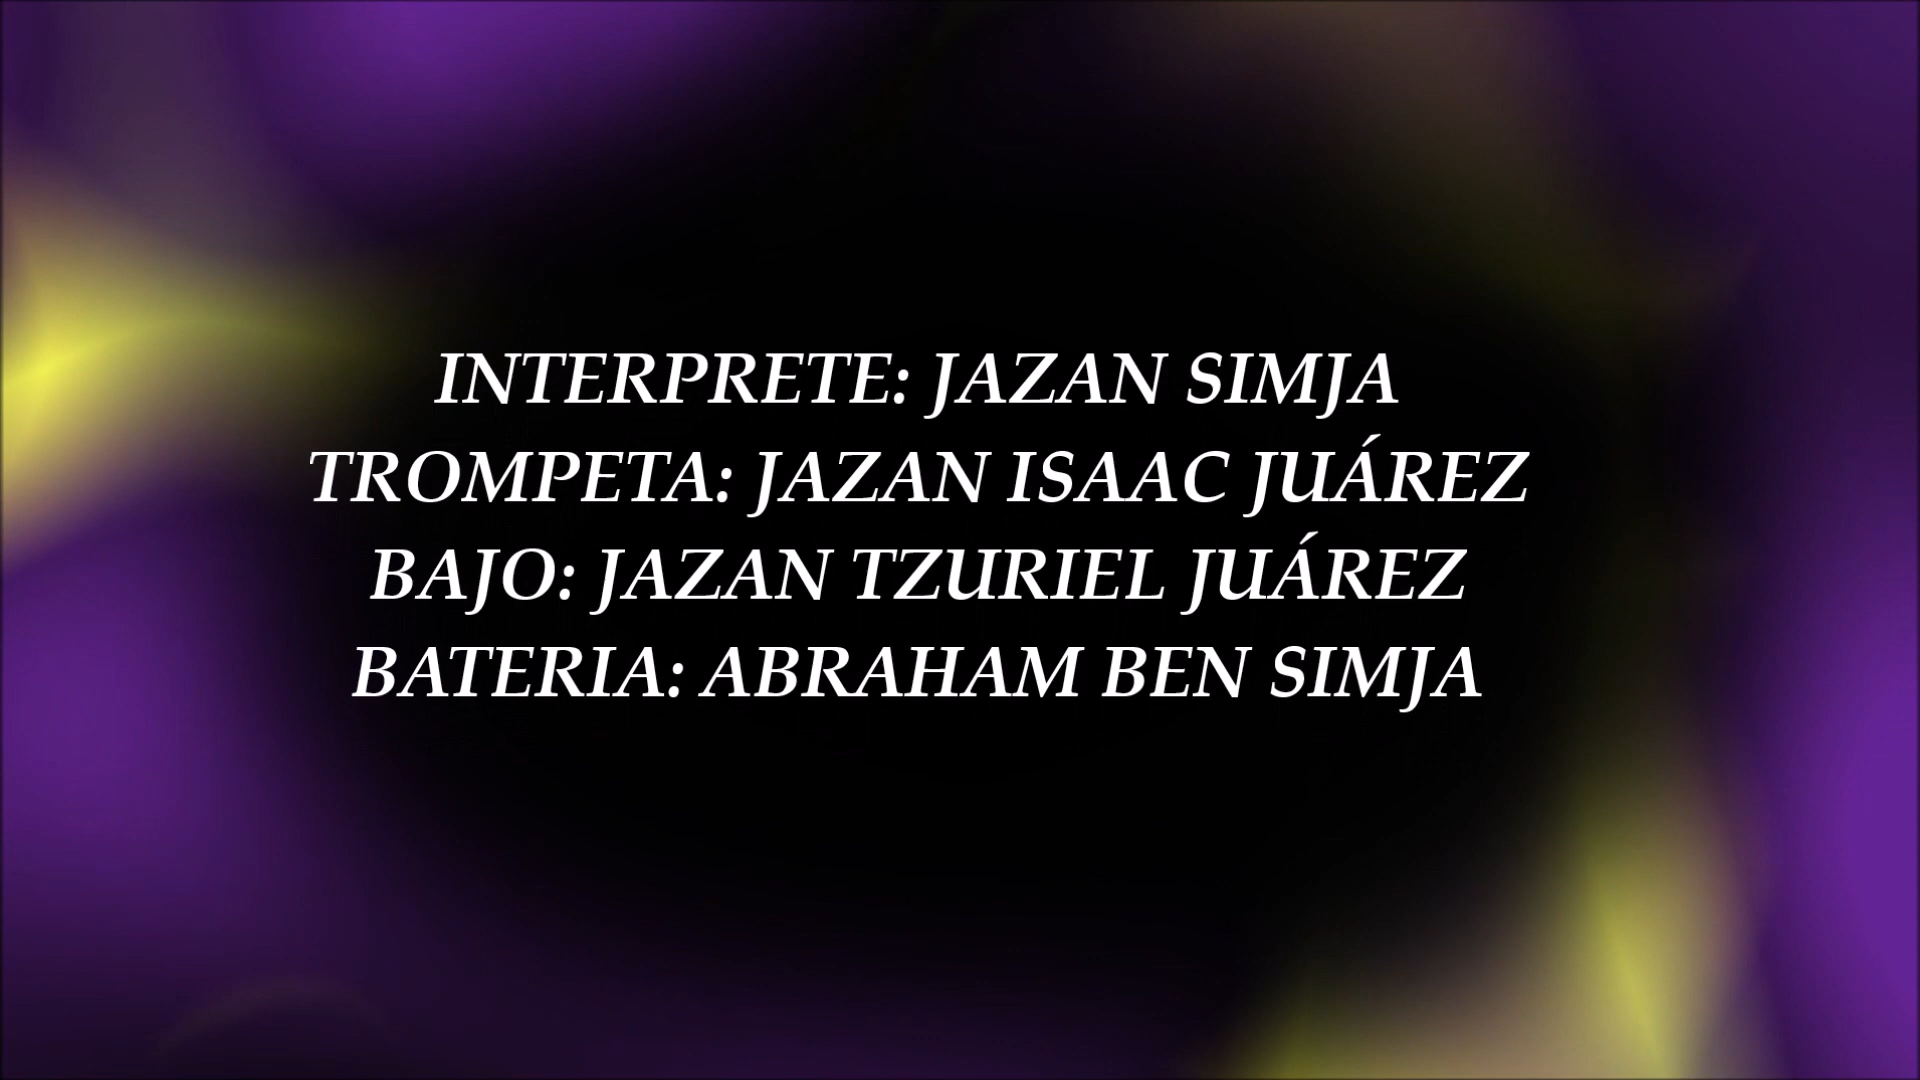 INTERPRETE: JAZAN SIMJA
TROMPETA: JAZAN ISAAC JUÁREZ
BAJO: JAZAN TZURIEL JUÁREZ
BATERIA: ABRAHAM BEN SIMJA